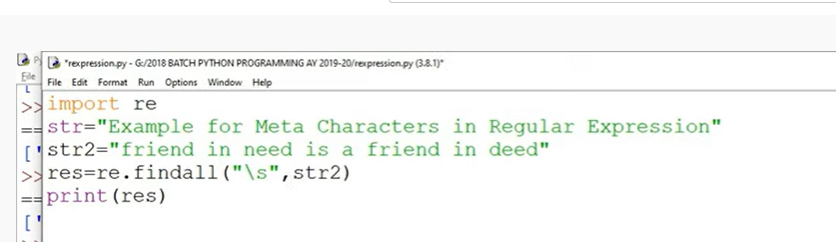 *rexpression.py - G:/2018 BATCH PYTHON PROGRAMMING AY 2019-20/rexpression.py (3.8.1)*
File
File Edit Format Run Options Window Help
import re
str="Example for Meta Characters in Regular Expression"
str2="friend in need is a friend in deed"
res=re.findall("\s",str2)
print(res)
>>
==
['
>>
==
['